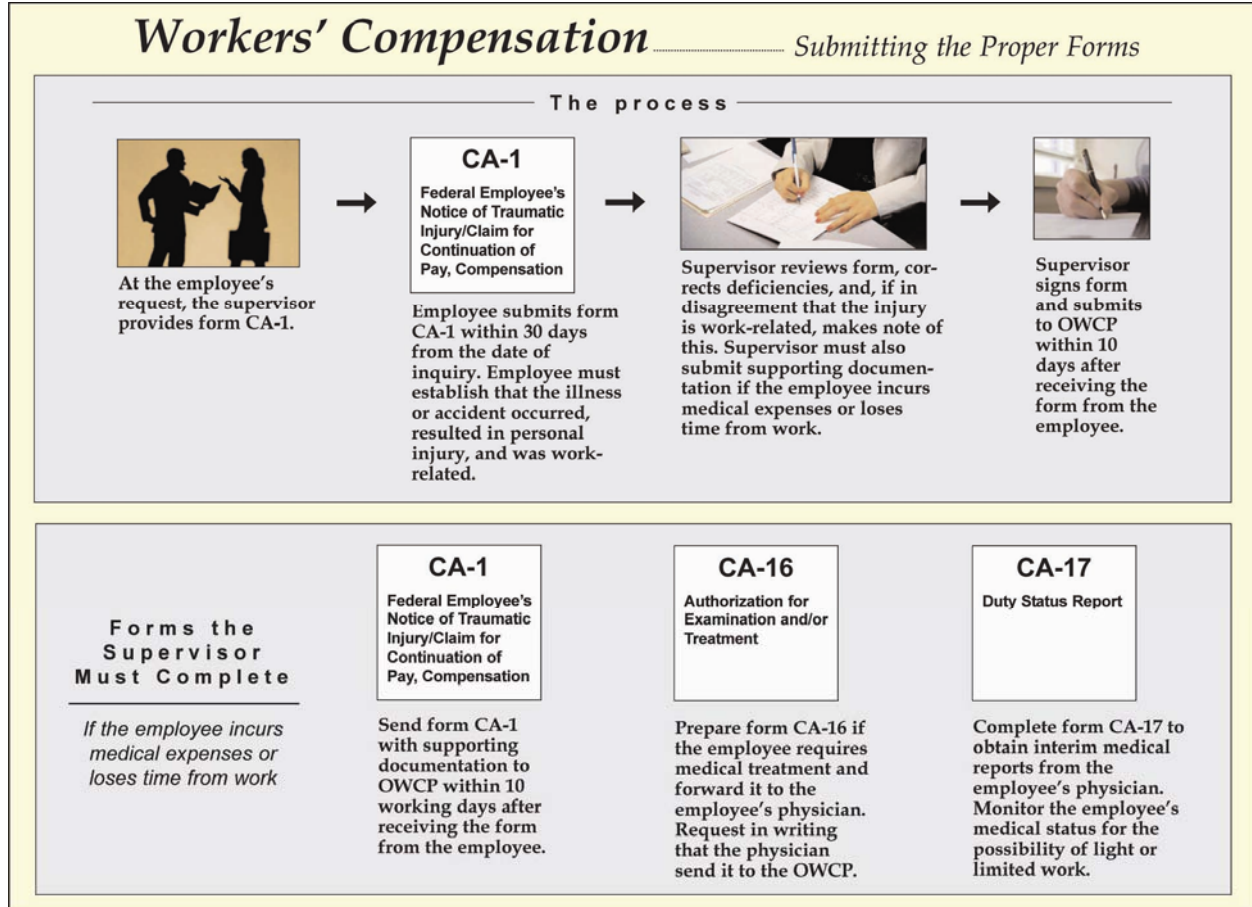 Workers' Compensation ........................ Submitting the Proper Forms
The process
At the employee's
request, the supervisor
provides form CA-1.
CA-1
Federal Employee's
Notice of Traumatic
Injury/Claim for
Continuation of
Pay, Compensation
Employee submits form
CA-1 within 30 days
from the date of
inquiry. Employee must
establish that the illness
or accident occurred,
resulted in personal
injury, and was work-
related.
Supervisor reviews form, cor-
rects deficiencies, and, if in
disagreement that the injury
is work-related, makes note of
this. Supervisor must also
submit supporting documen-
tation if the employee incurs
medical expenses or loses
time from work.
Supervisor
signs form
and submits
to OWCP
within 10
days after
receiving the
form from the
employee.
Forms the
Supervisor
Must Complete
If the employee incurs
medical expenses or
loses time from work
CA-1
Federal Employee's
Notice of Traumatic
Injury/Claim for
Continuation of
Pay, Compensation
Send form CA-1
with supporting
documentation to
OWCP within 10
working days after
receiving the form
from the employee.
CA-16
Authorization for
Examination and/or
Treatment
Prepare form CA-16 if
the employee requires
medical treatment and
forward it to the
employee's physician.
Request in writing
that the physician
send it to the OWCP.
CA-17
Duty Status Report
Complete form CA-17 to
obtain interim medical
reports from the
employee's physician.
Monitor the employee's
medical status for the
possibility of light or
limited work.